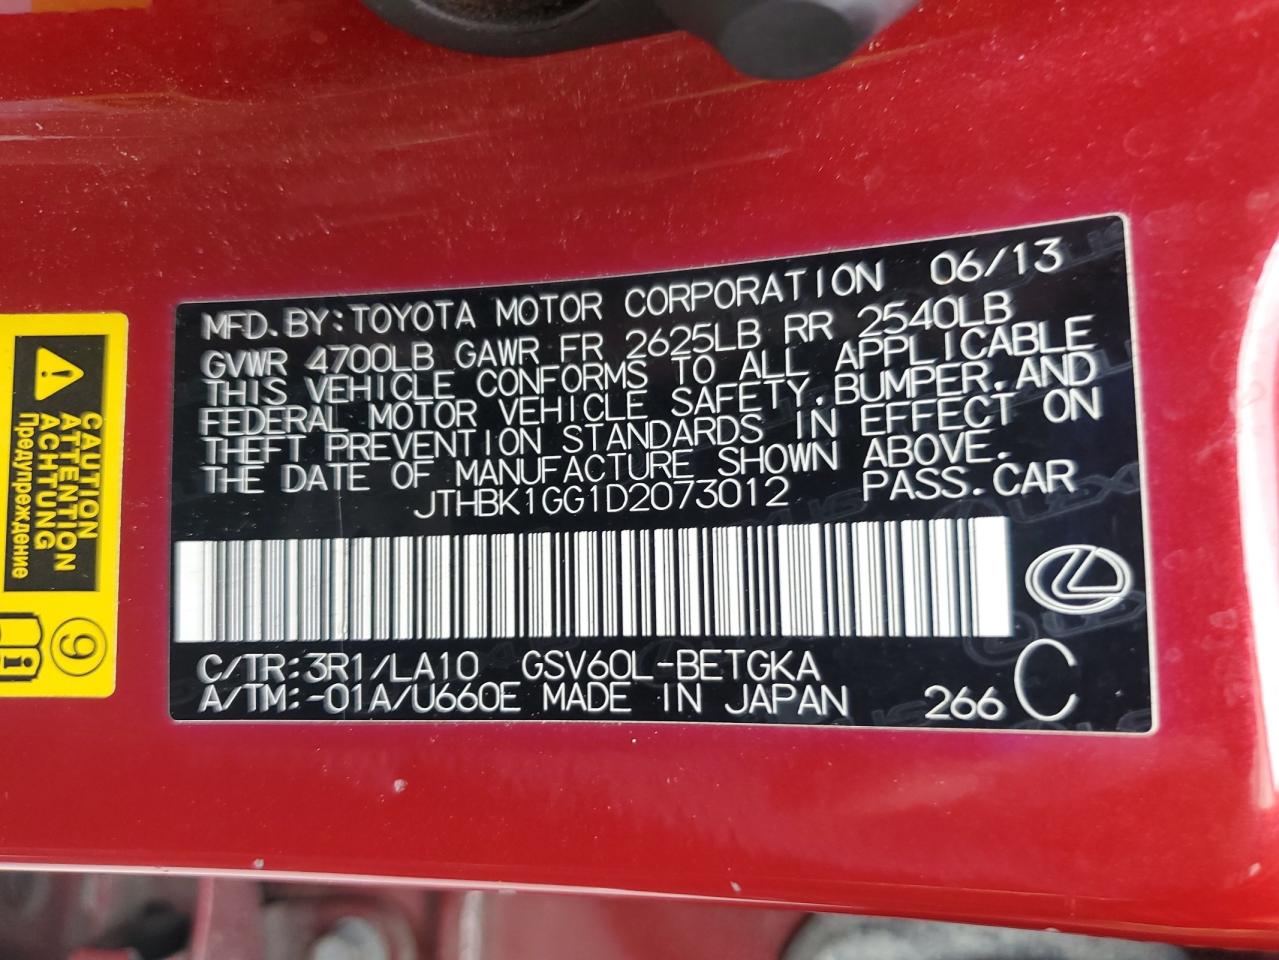 MFD.BY:TOYOTA MOTOR CORPORATION 06/13
GVWR 4700LB GAWR FR 2625LB RR 2540LB
THIS VEHICLE CONFORMS TO ALL APPLICABLE
FEDERAL MOTOR VEHICLE SAFETY,BUMPER,AND
THEFT PREVENTION STANDARDS IN EFFECT ON
THE DATE OF MANUFACTURE SHOWN ABOVE.
JTHBK1GG1D2073012 PASS.CAR
C/TR:3R1/LA10 GSV60L-BETGKA
A/TM:-01A/U660E MADE IN JAPAN 266 C
CAUTION
ATTENTION
ACHTUNG
Предупреждение
9